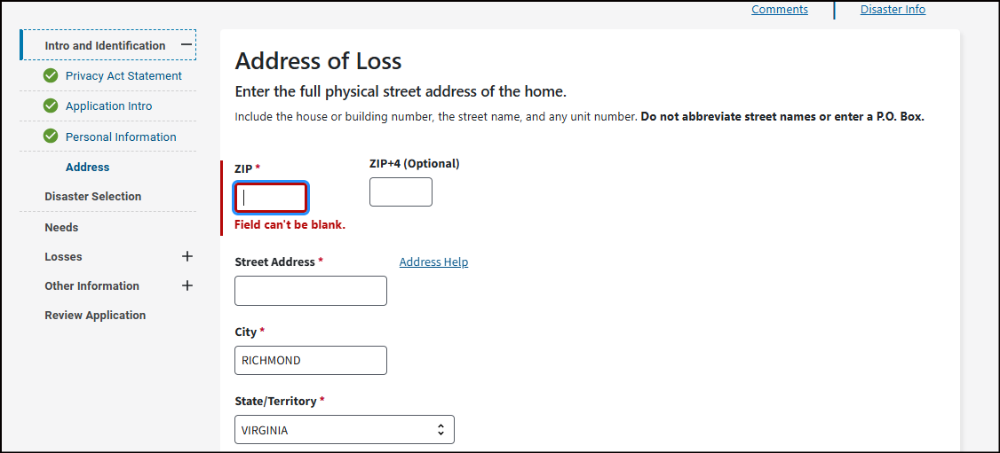 Comments
Disaster Info
Intro and Identification
Privacy Act Statement
Application Intro
Personal Information
Address
Disaster Selection
Needs
Losses
Other Information
Review Application
Address of Loss
Enter the full physical street address of the home.
Include the house or building number, the street name, and any unit number. Do not abbreviate street names or enter a P.O. Box.
ZIP *
ZIP+4 (Optional)
Field can't be blank.
Street Address *
Address Help
City *
RICHMOND
State/Territory *
VIRGINIA